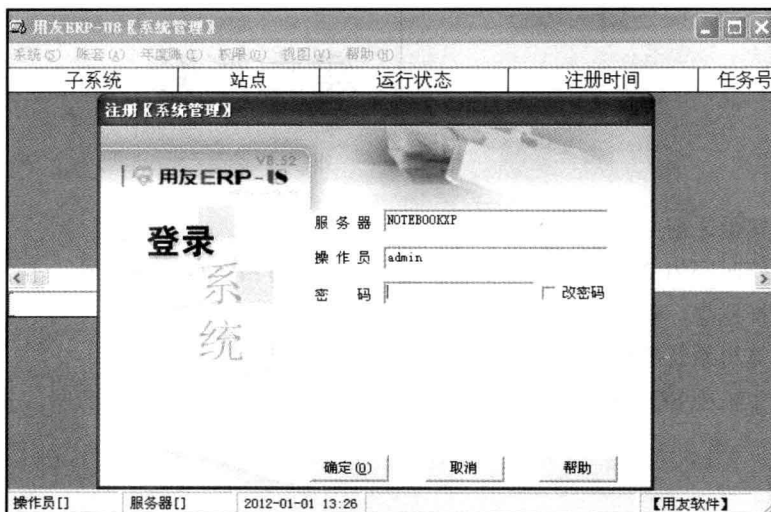 用友ERP-U8〖系统管理〗
系统(S) 账套(A) 年度账(Y) 权限(O) 视图(V) 帮助(H)
子系统 站点 运行状态 注册时间 任务号
注册〖系统管理〗
V8.52
用友ERP-U8
登录
系
统
服务器 NOTEBOOKXP
操作员 admin
密 码 改密码
确定(O) 取消 帮助
操作员[] 服务器[] 2012-01-01 13:26 【用友软件】